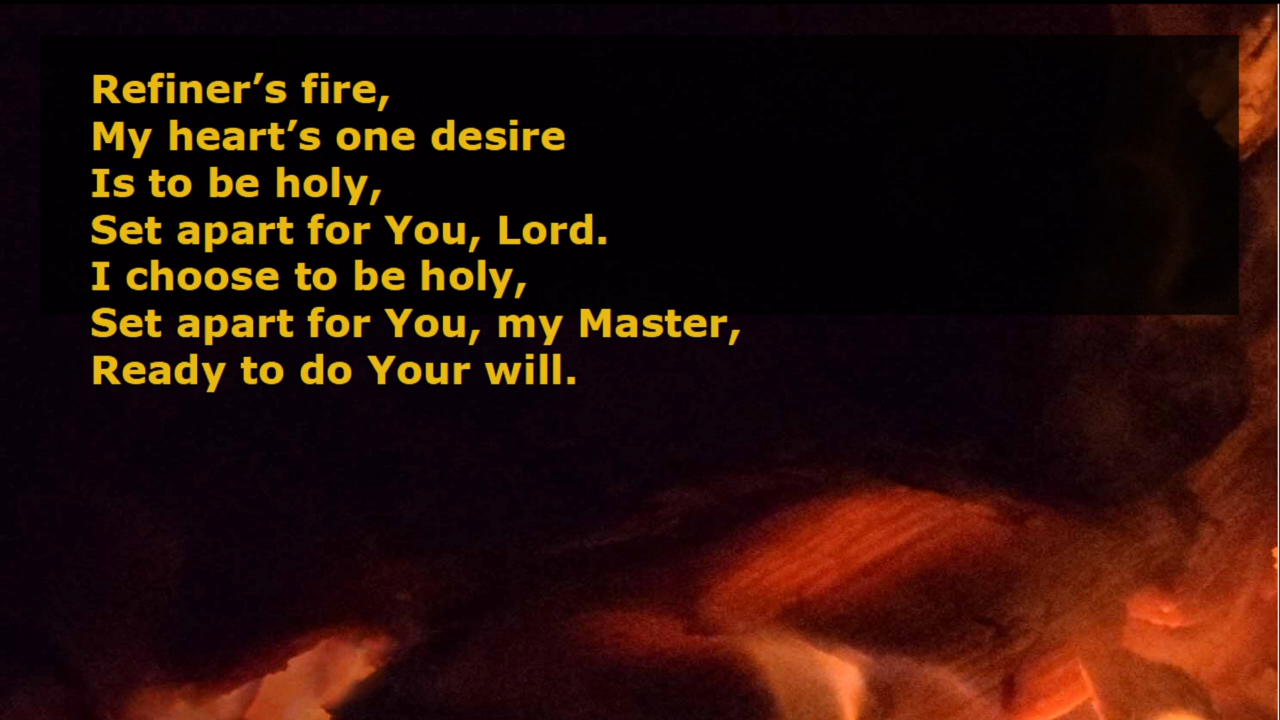 Refiner’s fire,
My heart’s one desire
Is to be holy,
Set apart for You, Lord.
I choose to be holy,
Set apart for You, my Master,
Ready to do Your will.